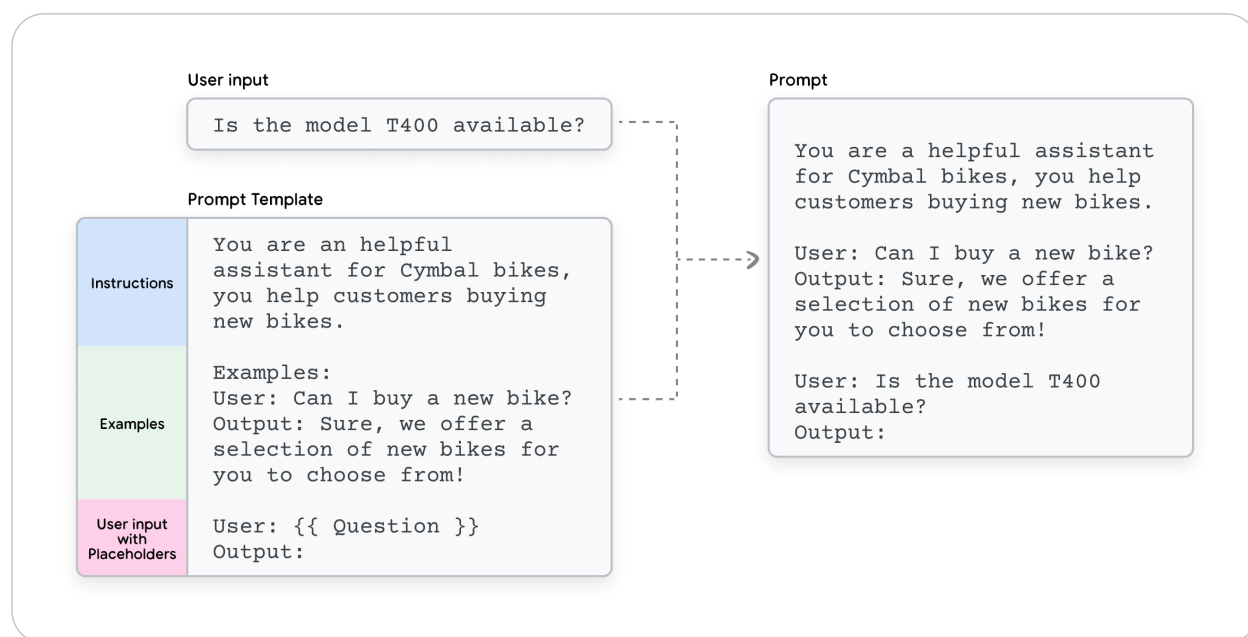 User input
Is the model T400 available?
Prompt Template
Instructions
You are an helpful
assistant for Cymbal bikes,
you help customers buying
new bikes.
Examples
Examples:
User: Can I buy a new bike?
Output: Sure, we offer a
selection of new bikes for
you to choose from!
User input
with
Placeholders
User: {{ Question }}
Output:
Prompt
You are a helpful assistant
for Cymbal bikes, you help
customers buying new bikes.
User: Can I buy a new bike?
Output: Sure, we offer a
selection of new bikes for
you to choose from!
User: Is the model T400
available?
Output: